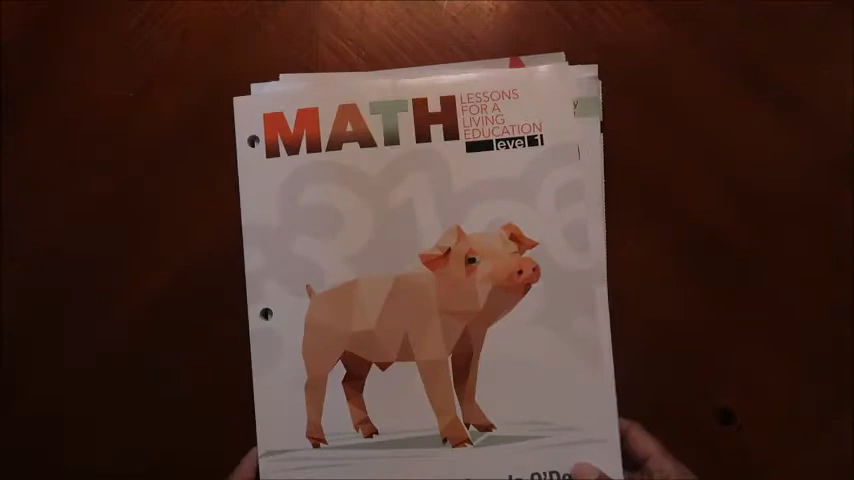 MATH
LESSONS
FOR A
LIVING
EDUCATION
level 1